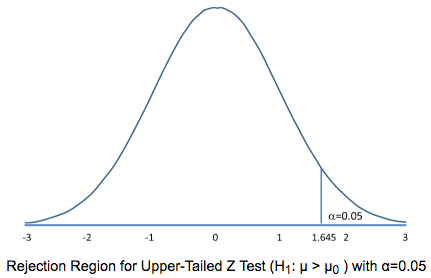 α=0.05
-3 -2 -1 0 1 1.645 2 3
Rejection Region for Upper-Tailed Z Test (H₁: μ > μ₀ ) with α=0.05